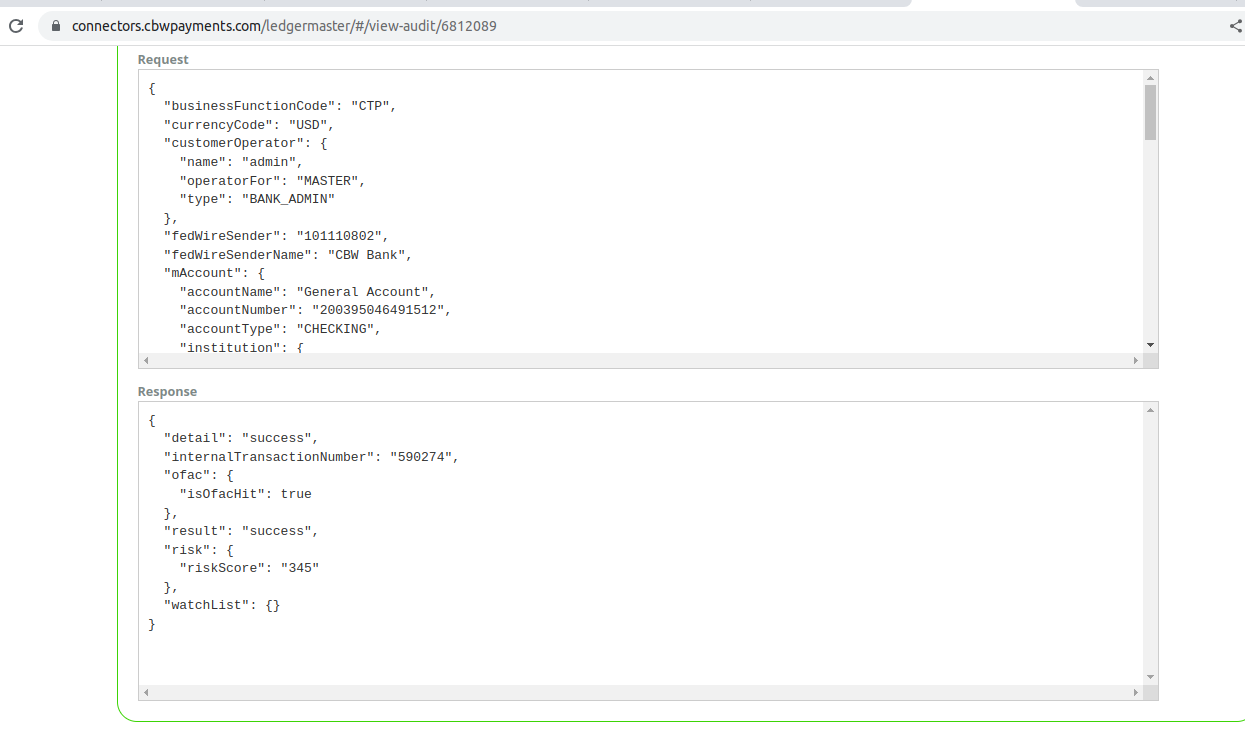 connectors.cbwpayments.com/ledgermaster/#/view-audit/6812089
Request
{
  "businessFunctionCode": "CTP",
  "currencyCode": "USD",
  "customerOperator": {
    "name": "admin",
    "operatorFor": "MASTER",
    "type": "BANK_ADMIN"
  },
  "fedWireSender": "101110802",
  "fedWireSenderName": "CBW Bank",
  "mAccount": {
    "accountName": "General Account",
    "accountNumber": "200395046491512",
    "accountType": "CHECKING",
    "institution": {
Response
{
  "detail": "success",
  "internalTransactionNumber": "590274",
  "ofac": {
    "isOfacHit": true
  },
  "result": "success",
  "risk": {
    "riskScore": "345"
  },
  "watchList": {}
}